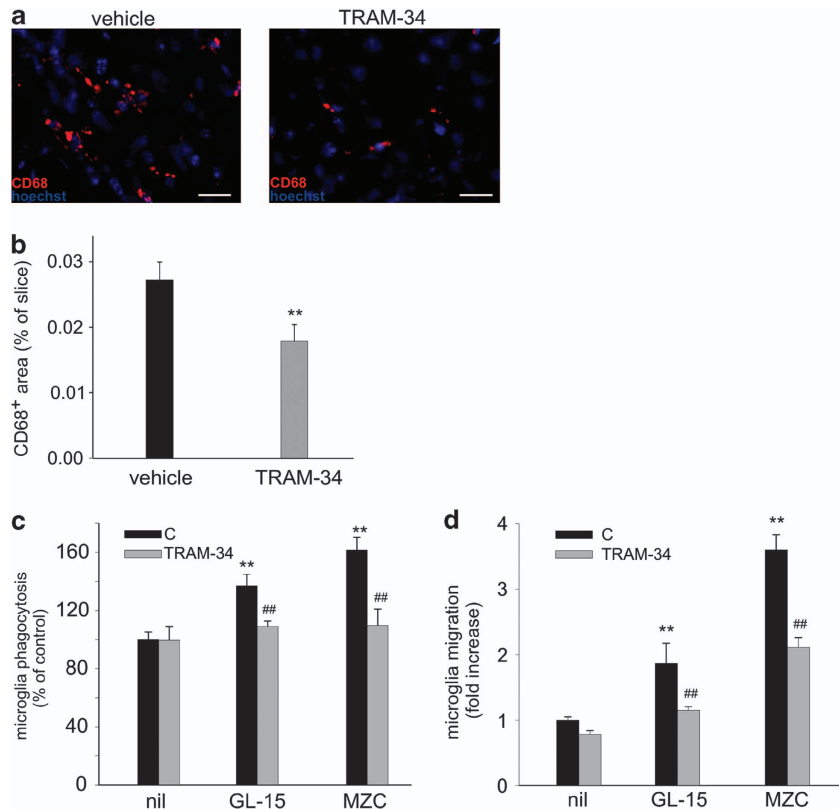 a
vehicle
TRAM-34
CD68
hoechst
CD68
hoechst
b
CD68+ area (% of slice)
0.03
0.02
0.01
0.00
**
vehicle
TRAM-34
c
microglia phagocytosis
(% of control)
160
120
80
40
0
C
TRAM-34
**
##
**
##
nil
GL-15
MZC
d
microglia migration
(fold increase)
4
3
2
1
0
C
TRAM-34
**
##
**
##
nil
GL-15
MZC